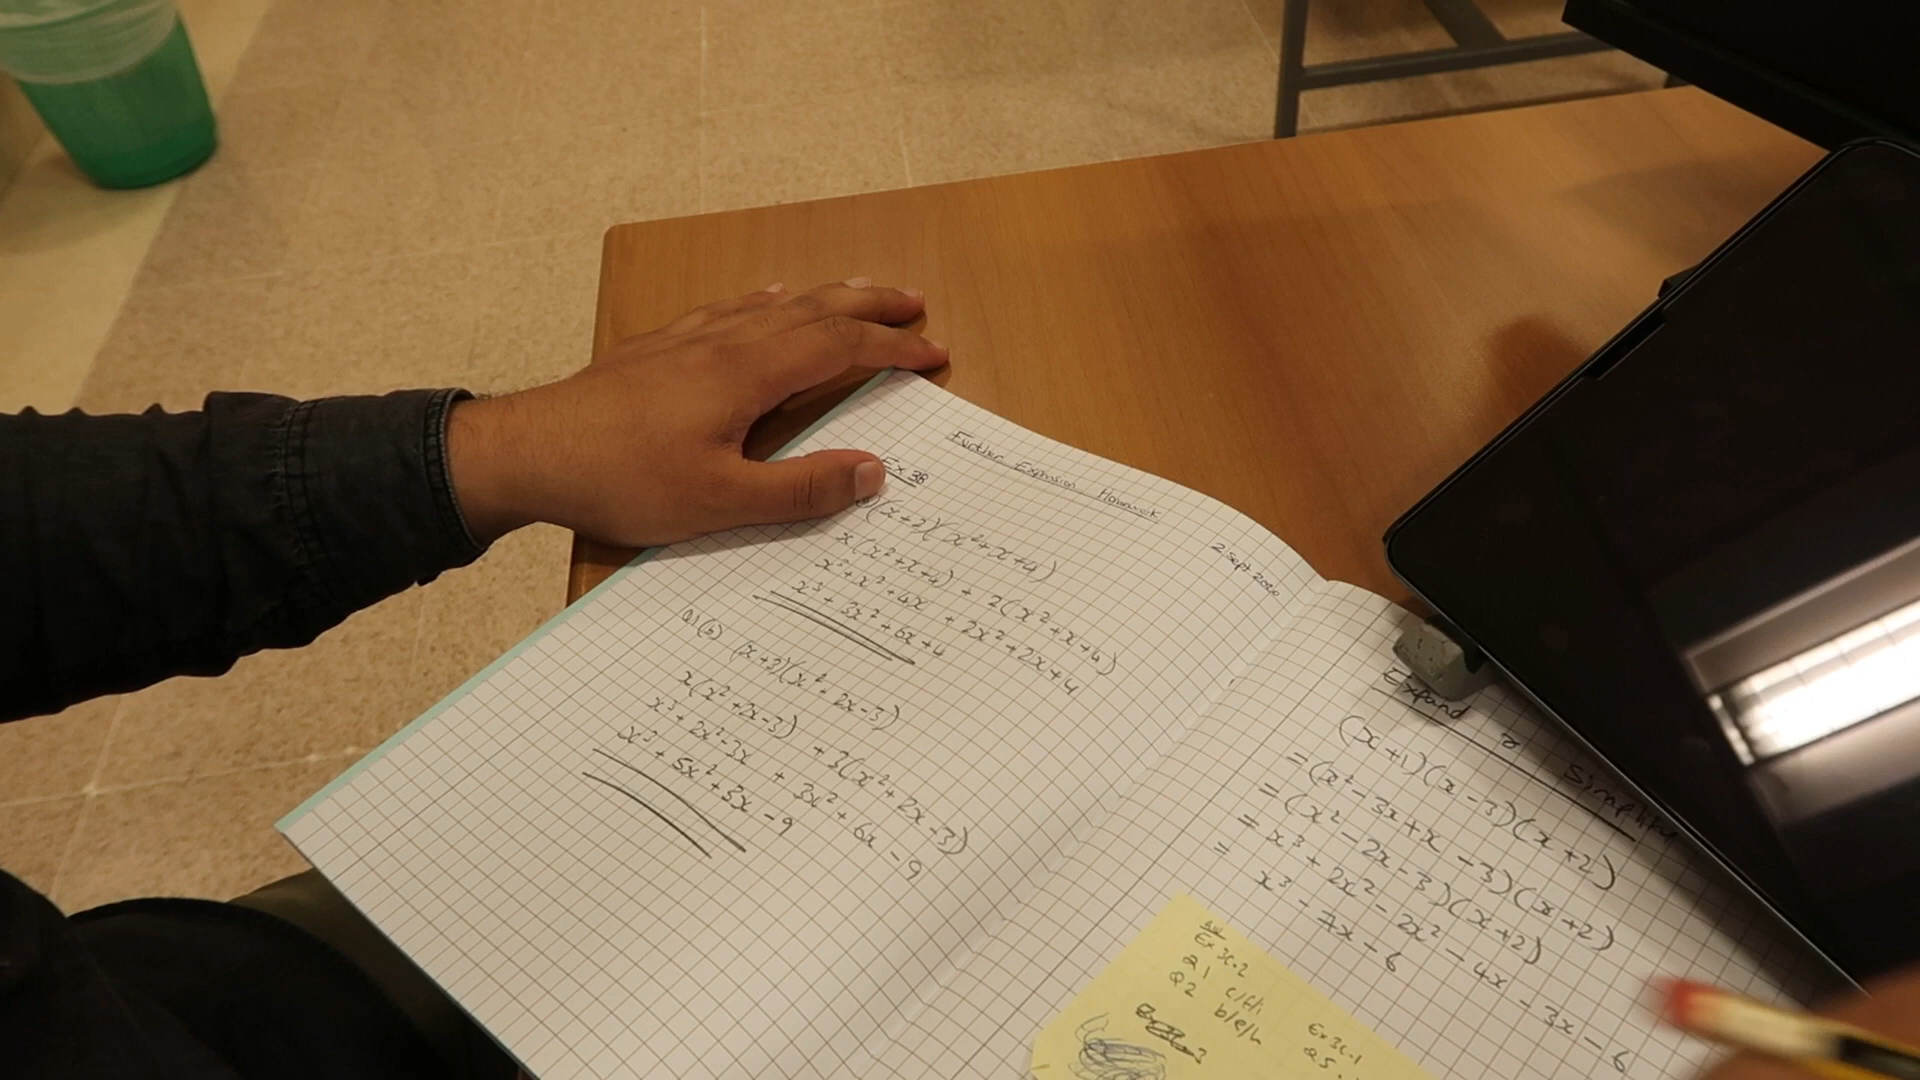 Further Expansion Homework
2 Sept 2020
Ex 3B
a) (x+2)(x²+x+4)
x(x²+x+4) + 2(x²+x+4)
x³+x²+4x + 2x²+2x+4
x³ + 3x² + 6x + 4
Q1(b) (x+3)(x²+2x-3)
x(x²+2x-3) + 3(x²+2x-3)
x³+2x²-3x + 3x²+6x-9
x³+5x²+3x-9
Expand & Simplify
(x+1)(x-3)(x+2)
= (x²-3x+x-3)(x+2)
= (x²-2x-3)(x+2)
= x³+2x²-2x²-4x-3x-6
= x³-7x-6
Ex 3C.2
Q1 c/f/i
Q2 b/e/h
Ex 3C.1
Q5